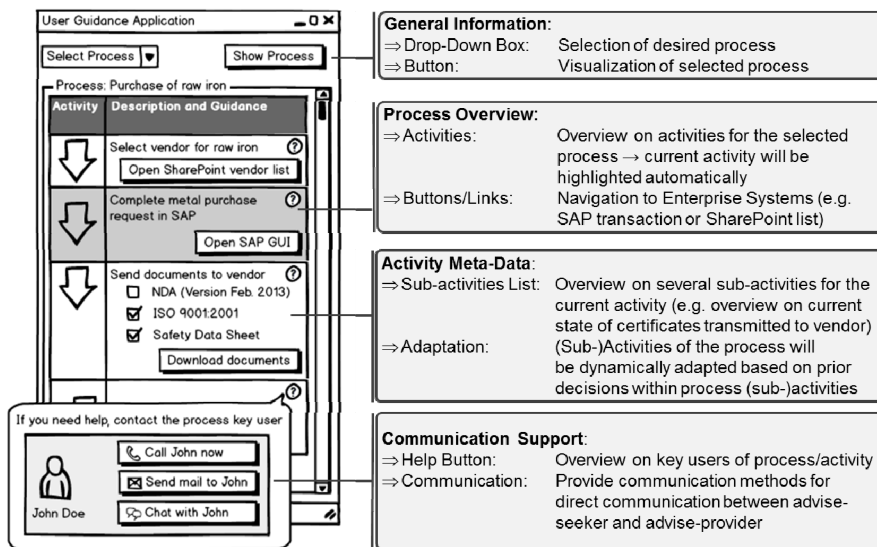 User Guidance Application
Select Process
Show Process
Process: Purchase of raw iron
Activity Description and Guidance
Select vendor for raw iron ?
Open SharePoint vendor list
Complete metal purchase ?
request in SAP
Open SAP GUI
Send documents to vendor ?
NDA (Version Feb. 2013)
ISO 9001:2001
Safety Data Sheet
Download documents
?
If you need help, contact the process key user
Call John now
Send mail to John
Chat with John
John Doe
General Information:
⇒ Drop-Down Box: Selection of desired process
⇒ Button: Visualization of selected process
Process Overview:
⇒ Activities: Overview on activities for the selected
process → current activity will be
highlighted automatically
⇒ Buttons/Links: Navigation to Enterprise Systems (e.g.
SAP transaction or SharePoint list)
Activity Meta-Data:
⇒ Sub-activities List: Overview on several sub-activities for the
current activity (e.g. overview on current
state of certificates transmitted to vendor)
⇒ Adaptation: (Sub-)Activities of the process will
be dynamically adapted based on prior
decisions within process (sub-)activities
Communication Support:
⇒ Help Button: Overview on key users of process/activity
⇒ Communication: Provide communication methods for
direct communication between advise-
seeker and advise-provider